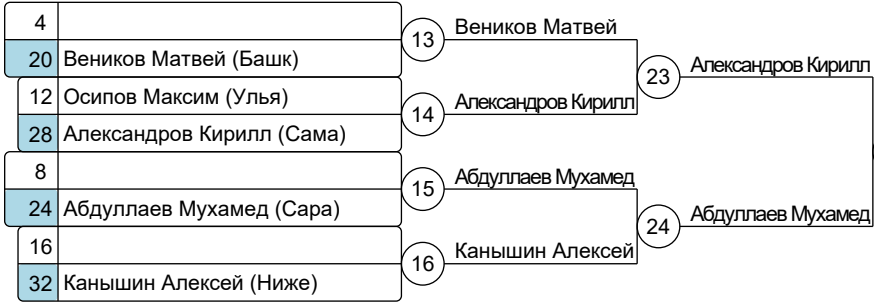 4
20 Веников Матвей (Башк)
12 Осипов Максим (Улья)
28 Александров Кирилл (Сама)
8
24 Абдуллаев Мухамед (Сара)
16
32 Канышин Алексей (Ниже)
13 Веников Матвей
14 Александров Кирилл
15 Абдуллаев Мухамед
16 Канышин Алексей
23 Александров Кирилл
24 Абдуллаев Мухамед